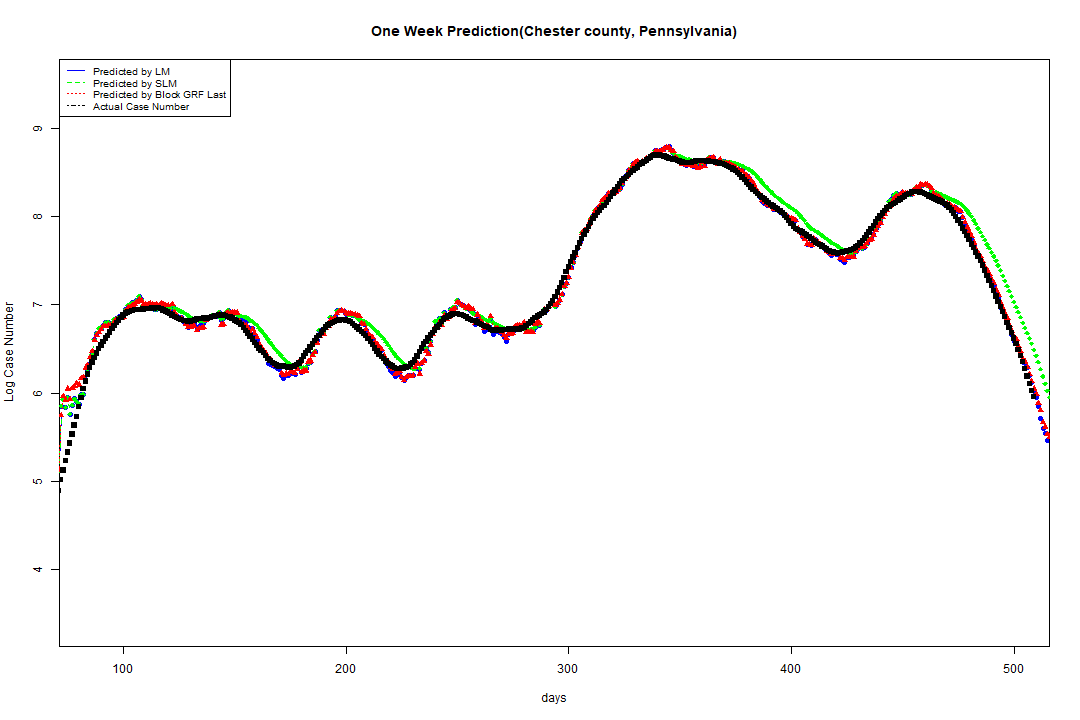 One Week Prediction(Chester county, Pennsylvania)
Predicted by LM
Predicted by SLM
Predicted by Block GRF Last
Actual Case Number
9
8
7
6
5
4
Log Case Number
100 200 300 400 500
days